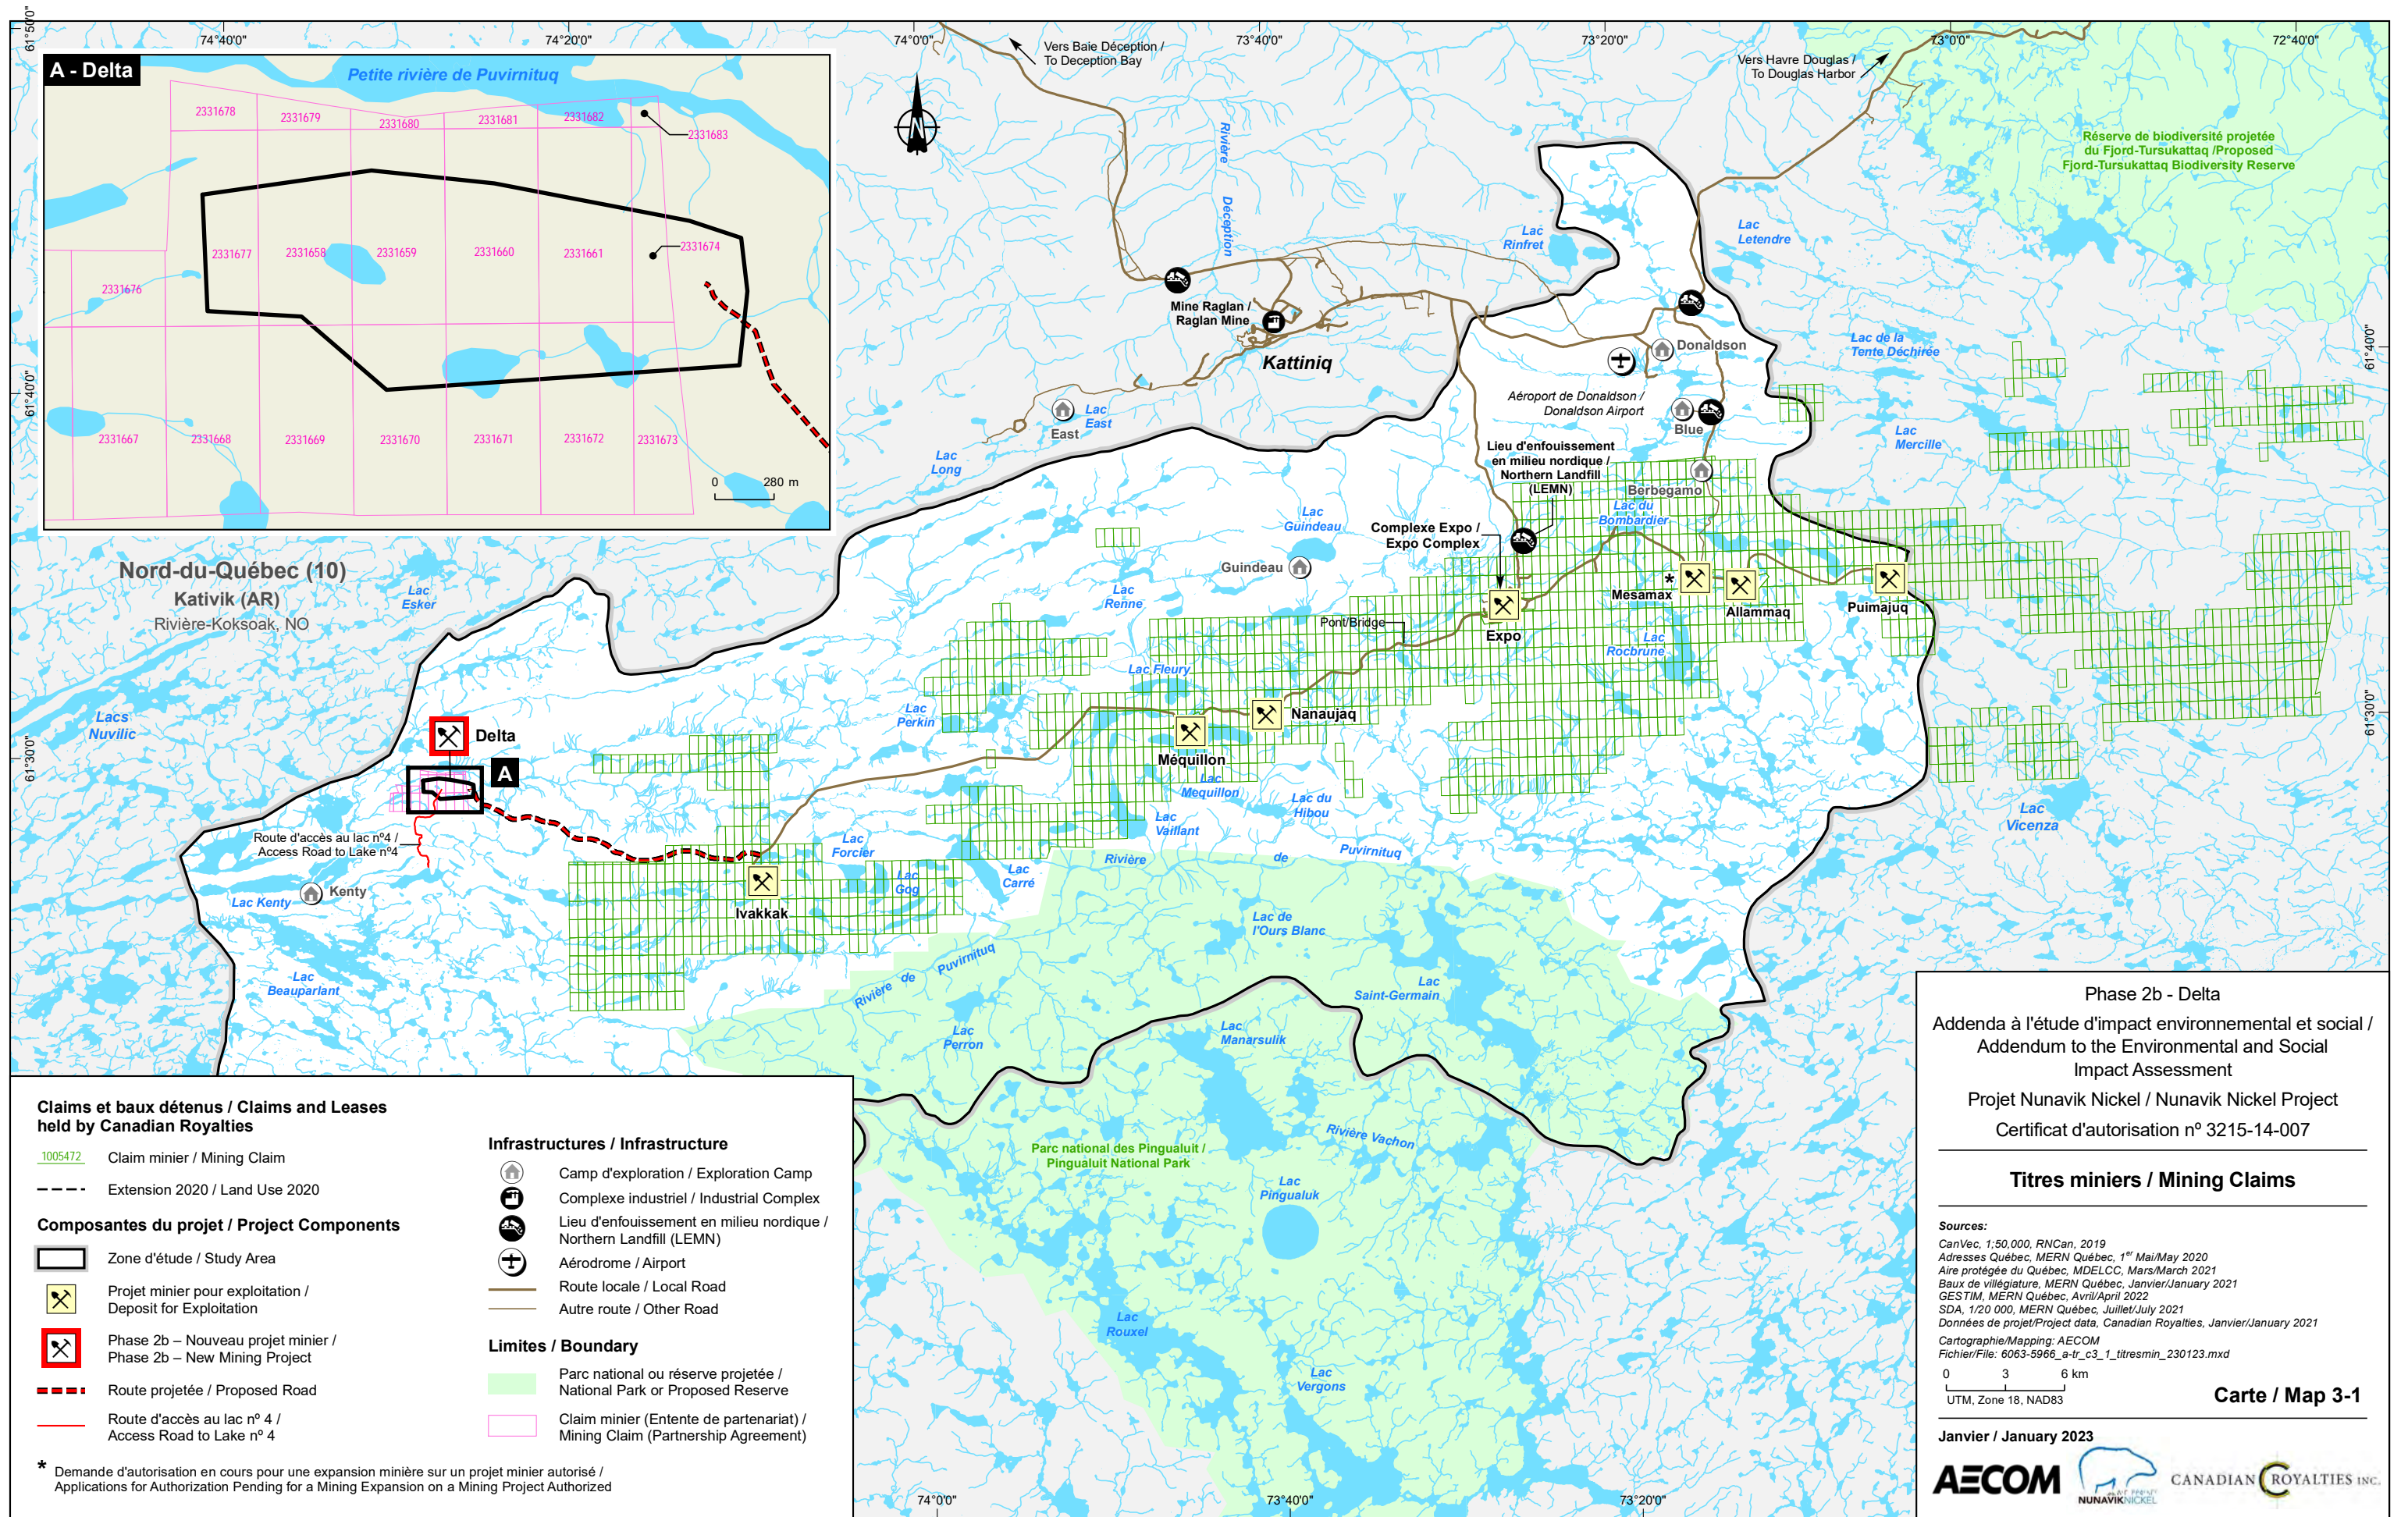 74°40'0"
74°20'0"
74°0'0"
73°40'0"
73°20'0"
73°0'0"
72°40'0"
61°50'0"
61°40'0"
61°30'0"
61°40'0"
61°30'0"
74°0'0"
73°40'0"
73°20'0"
A - Delta
Petite rivière de Puvirnituq
2331678
2331679
2331680
2331681
2331682
2331683
2331677
2331658
2331659
2331660
2331661
2331674
2331676
2331667
2331668
2331669
2331670
2331671
2331672
2331673
0 280 m
Vers Baie Déception /
To Deception Bay
Vers Havre Douglas /
To Douglas Harbor
N
Réserve de biodiversité projetée
du Fjord-Tursukattaq /Proposed
Fjord-Tursukattaq Biodiversity Reserve
Rivière
Déception
Lac
Rinfret
Lac
Letendre
Mine Raglan /
Raglan Mine
Kattiniq
Donaldson
Aéroport de Donaldson /
Donaldson Airport
Blue
Lac de la
Tente Déchirée
Lac
Mercille
East
Lac
East
Lac
Long
Lieu d'enfouissement
en milieu nordique /
Northern Landfill
(LEMN)
Berbegamo
Lac du
Bombardier
Lac
Guindeau
Guindeau
Complexe Expo /
Expo Complex
Nord-du-Québec (10)
Kativik (AR)
Rivière-Koksoak, NO
Lac
Esker
Lac
Renne
Pont/Bridge
Expo
*
Mesamax
Allammaq
Puimajuq
Lac
Rocbrune
Lac Fleury
Lac
Perkin
Nanaujaq
Méquillon
Lac
Mequillon
Lacs
Nuvilic
Delta
A
Lac du
Hibou
Lac
Vaillant
Lac
Vicenza
Route d'accès au lac nº4 /
Access Road to Lake nº4
Lac
Forcier
Lac
Gog
Lac
Carré
Rivière de Puvirnituq
Kenty
Lac Kenty
Ivakkak
Lac
Beauparlant
Rivière de Puvirnituq
Lac de
l'Ours Blanc
Lac
Saint-Germain
Lac
Perron
Lac
Manarsulik
Rivière Vachon
Parc national des Pingualuit /
Pingualuit National Park
Lac
Pingualuk
Lac
Rouxel
Lac
Vergons
Claims et baux détenus / Claims and Leases
held by Canadian Royalties
1005472
Claim minier / Mining Claim
Extension 2020 / Land Use 2020
Composantes du projet / Project Components
Zone d'étude / Study Area
Projet minier pour exploitation /
Deposit for Exploitation
Phase 2b – Nouveau projet minier /
Phase 2b – New Mining Project
Route projetée / Proposed Road
Route d'accès au lac nº 4 /
Access Road to Lake nº 4
* Demande d'autorisation en cours pour une expansion minière sur un projet minier autorisé /
Applications for Authorization Pending for a Mining Expansion on a Mining Project Authorized
Infrastructures / Infrastructure
Camp d'exploration / Exploration Camp
Complexe industriel / Industrial Complex
Lieu d'enfouissement en milieu nordique /
Northern Landfill (LEMN)
Aérodrome / Airport
Route locale / Local Road
Autre route / Other Road
Limites / Boundary
Parc national ou réserve projetée /
National Park or Proposed Reserve
Claim minier (Entente de partenariat) /
Mining Claim (Partnership Agreement)
Phase 2b - Delta
Addenda à l'étude d'impact environnemental et social /
Addendum to the Environmental and Social
Impact Assessment
Projet Nunavik Nickel / Nunavik Nickel Project
Certificat d'autorisation nº 3215-14-007
Titres miniers / Mining Claims
Sources:
CanVec, 1:50,000, RNCan, 2019
Adresses Québec, MERN Québec, 1er Mai/May 2020
Aire protégée du Québec, MDELCC, Mars/March 2021
Baux de villégiature, MERN Québec, Janvier/January 2021
GESTIM, MERN Québec, Avril/April 2022
SDA, 1/20 000, MERN Québec, Juillet/July 2021
Données de projet/Project data, Canadian Royalties, Janvier/January 2021
Cartographie/Mapping: AECOM
Fichier/File: 6063-5966_a-tr_c3_1_titresmin_230123.mxd
0 3 6 km
UTM, Zone 18, NAD83
Carte / Map 3-1
Janvier / January 2023
AECOM
NUNAVIKNICKEL
CANADIAN ROYALTIES INC.